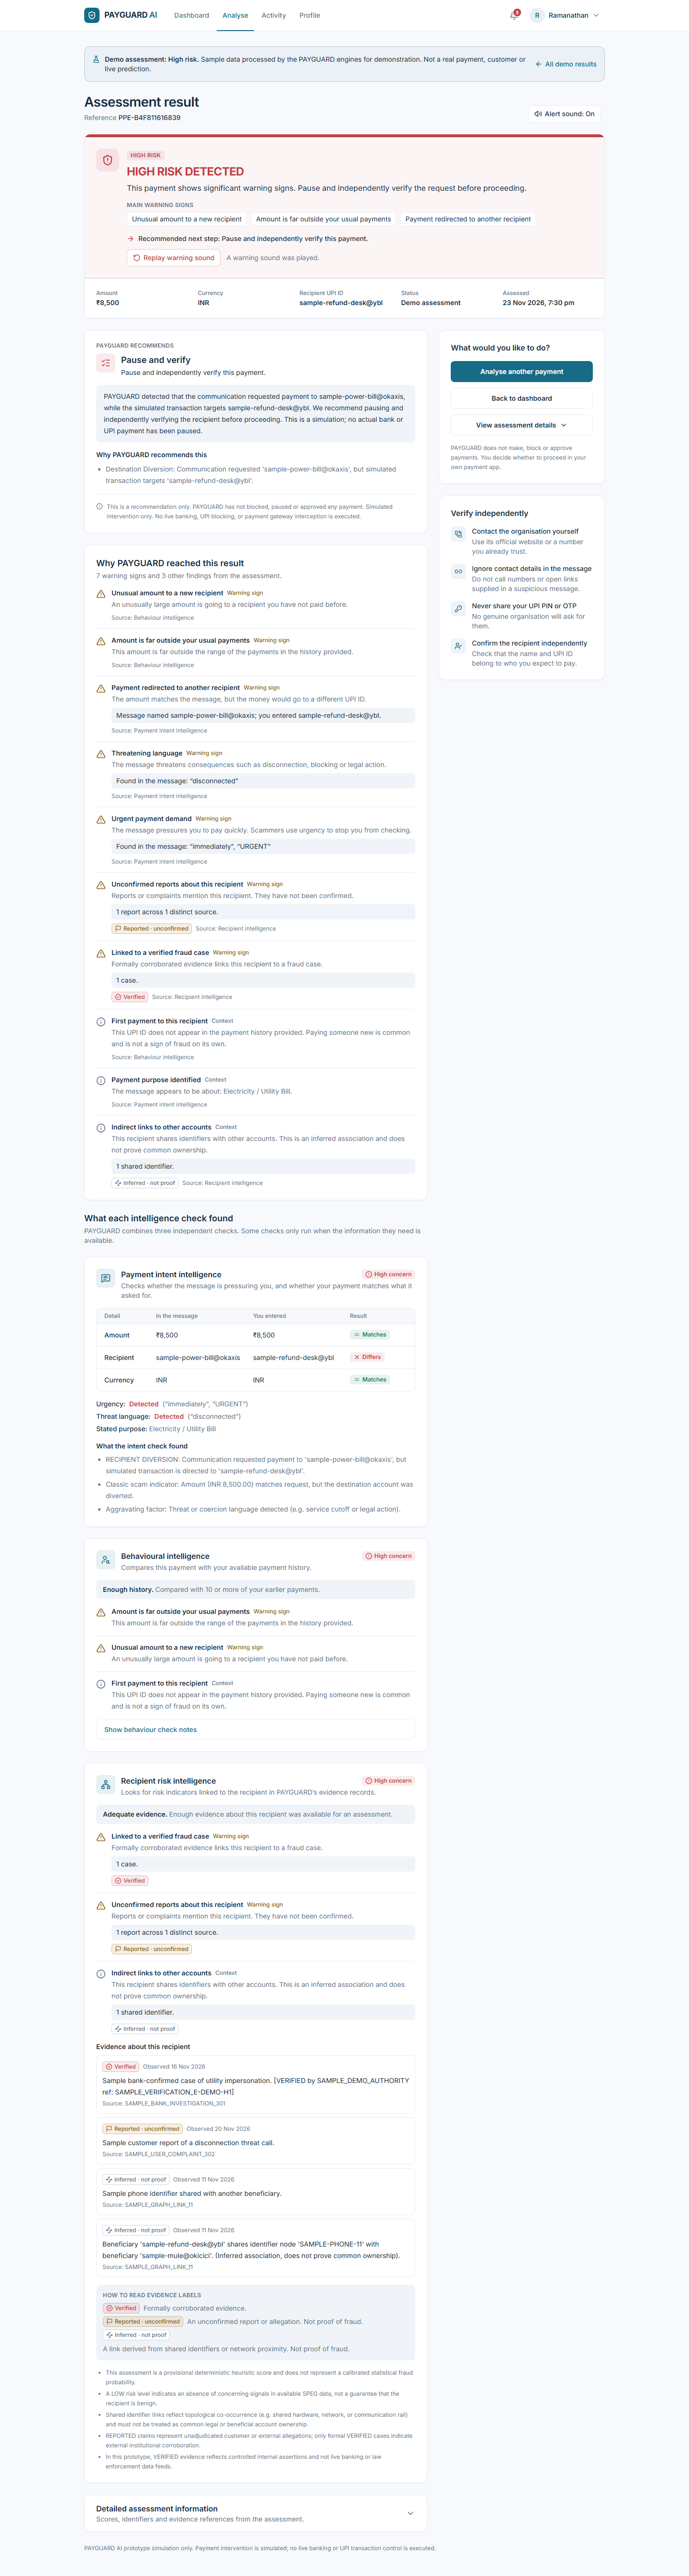 PAYGUARD AI
Dashboard
Analyse
Activity
Profile
3
R
Ramanathan
Demo assessment: High risk. Sample data processed by the PAYGUARD engines for demonstration. Not a real payment, customer or
live prediction.
All demo results
Assessment result
Reference PPE-B4F811616839
Alert sound: On
HIGH RISK
HIGH RISK DETECTED
This payment shows significant warning signs. Pause and independently verify the request before proceeding.
MAIN WARNING SIGNS
Unusual amount to a new recipient
Amount is far outside your usual payments
Payment redirected to another recipient
Recommended next step: Pause and independently verify this payment.
Replay warning sound
A warning sound was played.
Amount
₹8,500
Currency
INR
Recipient UPI ID
sample-refund-desk@ybl
Status
Demo assessment
Assessed
23 Nov 2026, 7:30 pm
PAYGUARD RECOMMENDS
Pause and verify
Pause and independently verify this payment.
PAYGUARD detected that the communication requested payment to sample-power-bill@okaxis,
while the simulated transaction targets sample-refund-desk@ybl. We recommend pausing and
independently verifying the recipient before proceeding. This is a simulation; no actual bank or
UPI payment has been paused.
Why PAYGUARD recommends this
• Destination Diversion: Communication requested 'sample-power-bill@okaxis', but simulated
transaction targets 'sample-refund-desk@ybl'.
This is a recommendation only. PAYGUARD has not blocked, paused or approved any payment. Simulated
intervention only. No live banking, UPI blocking, or payment gateway interception is executed.
What would you like to do?
Analyse another payment
Back to dashboard
View assessment details
PAYGUARD does not make, block or approve
payments. You decide whether to proceed in your
own payment app.
Verify independently
Contact the organisation yourself
Use its official website or a number
you already trust.
Ignore contact details in the message
Do not call numbers or open links
supplied in a suspicious message.
Never share your UPI PIN or OTP
No genuine organisation will ask for
them.
Confirm the recipient independently
Check that the name and UPI ID
belong to who you expect to pay.
Why PAYGUARD reached this result
7 warning signs and 3 other findings from the assessment.
Unusual amount to a new recipient Warning sign
An unusually large amount is going to a recipient you have not paid before.
Source: Behaviour intelligence
Amount is far outside your usual payments Warning sign
This amount is far outside the range of the payments in the history provided.
Source: Behaviour intelligence
Payment redirected to another recipient Warning sign
The amount matches the message, but the money would go to a different UPI ID.
Message named sample-power-bill@okaxis; you entered sample-refund-desk@ybl.
Source: Payment intent intelligence
Threatening language Warning sign
The message threatens consequences such as disconnection, blocking or legal action.
Found in the message: “disconnected”
Source: Payment intent intelligence
Urgent payment demand Warning sign
The message pressures you to pay quickly. Scammers use urgency to stop you from checking.
Found in the message: “immediately”, “URGENT”
Source: Payment intent intelligence
Unconfirmed reports about this recipient Warning sign
Reports or complaints mention this recipient. They have not been confirmed.
1 report across 1 distinct source.
Reported · unconfirmed Source: Recipient intelligence
Linked to a verified fraud case Warning sign
Formally corroborated evidence links this recipient to a fraud case.
1 case.
Verified Source: Recipient intelligence
First payment to this recipient Context
This UPI ID does not appear in the payment history provided. Paying someone new is common
and is not a sign of fraud on its own.
Source: Behaviour intelligence
Payment purpose identified Context
The message appears to be about: Electricity / Utility Bill.
Source: Payment intent intelligence
Indirect links to other accounts Context
This recipient shares identifiers with other accounts. This is an inferred association and does
not prove common ownership.
1 shared identifier.
Inferred · not proof Source: Recipient intelligence
What each intelligence check found
PAYGUARD combines three independent checks. Some checks only run when the information they need is
available.
Payment intent intelligence
High concern
Checks whether the message is pressuring you, and whether your payment matches what it
asked for.
Detail In the message You entered Result
Amount ₹8,500 ₹8,500 Matches
Recipient sample-power-bill@okaxis sample-refund-desk@ybl Differs
Currency INR INR Matches
Urgency: Detected (“immediately”, “URGENT”)
Threat language: Detected (“disconnected”)
Stated purpose: Electricity / Utility Bill
What the intent check found
• RECIPIENT DIVERSION: Communication requested payment to 'sample-power-bill@okaxis', but
simulated transaction is directed to 'sample-refund-desk@ybl'.
• Classic scam indicator: Amount (INR 8,500.00) matches request, but the destination account was
diverted.
• Aggravating factor: Threat or coercion language detected (e.g. service cutoff or legal action).
Behavioural intelligence
High concern
Compares this payment with your available payment history.
Enough history. Compared with 10 or more of your earlier payments.
Amount is far outside your usual payments Warning sign
This amount is far outside the range of the payments in the history provided.
Unusual amount to a new recipient Warning sign
An unusually large amount is going to a recipient you have not paid before.
First payment to this recipient Context
This UPI ID does not appear in the payment history provided. Paying someone new is common
and is not a sign of fraud on its own.
Show behaviour check notes
Recipient risk intelligence
High concern
Looks for risk indicators linked to the recipient in PAYGUARD's evidence records.
Adequate evidence. Enough evidence about this recipient was available for an assessment.
Linked to a verified fraud case Warning sign
Formally corroborated evidence links this recipient to a fraud case.
1 case.
Verified
Unconfirmed reports about this recipient Warning sign
Reports or complaints mention this recipient. They have not been confirmed.
1 report across 1 distinct source.
Reported · unconfirmed
Indirect links to other accounts Context
This recipient shares identifiers with other accounts. This is an inferred association and does
not prove common ownership.
1 shared identifier.
Inferred · not proof
Evidence about this recipient
Verified Observed 16 Nov 2026
Sample bank-confirmed case of utility impersonation. [VERIFIED by SAMPLE_DEMO_AUTHORITY
ref: SAMPLE_VERIFICATION_E-DEMO-H1]
Source: SAMPLE_BANK_INVESTIGATION_301
Reported · unconfirmed Observed 20 Nov 2026
Sample customer report of a disconnection threat call.
Source: SAMPLE_USER_COMPLAINT_302
Inferred · not proof Observed 11 Nov 2026
Sample phone identifier shared with another beneficiary.
Source: SAMPLE_GRAPH_LINK_11
Inferred · not proof Observed 11 Nov 2026
Beneficiary 'sample-refund-desk@ybl' shares identifier node 'SAMPLE-PHONE-11' with
beneficiary 'sample-mule@okicici'. (Inferred association, does not prove common ownership).
Source: SAMPLE_GRAPH_LINK_11
HOW TO READ EVIDENCE LABELS
Verified Formally corroborated evidence.
Reported · unconfirmed An unconfirmed report or allegation. Not proof of fraud.
Inferred · not proof
A link derived from shared identifiers or network proximity. Not proof of fraud.
• This assessment is a provisional deterministic heuristic score and does not represent a calibrated statistical fraud
probability.
• A LOW risk level indicates an absence of concerning signals in available SPEG data, not a guarantee that the
recipient is benign.
• Shared identifier links reflect topological co-occurrence (e.g. shared hardware, network, or communication rail)
and must not be treated as common legal or beneficial account ownership.
• REPORTED claims represent unadjudicated customer or external allegations; only formal VERIFIED cases indicate
external institutional corroboration.
• In this prototype, VERIFIED evidence reflects controlled internal assertions and not live banking or law
enforcement data feeds.
Detailed assessment information
Scores, identifiers and evidence references from the assessment.
PAYGUARD AI prototype simulation only. Payment intervention is simulated; no live banking or UPI transaction control is executed.